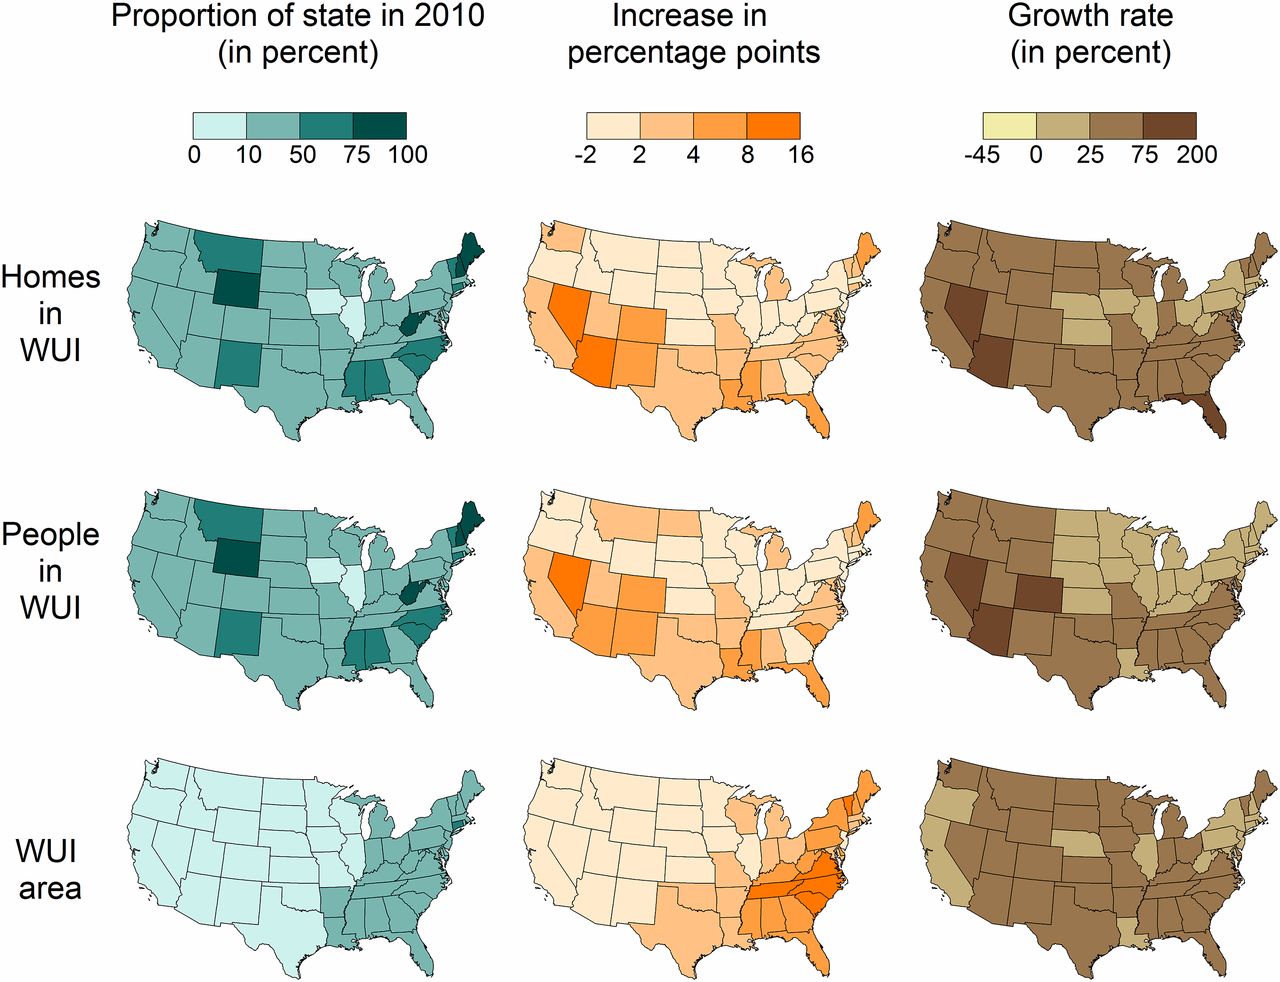 Proportion of state in 2010
(in percent)
Increase in
percentage points
Growth rate
(in percent)
0 10 50 75 100
-2 2 4 8 16
-45 0 25 75 200
Homes
in
WUI
People
in
WUI
WUI
area